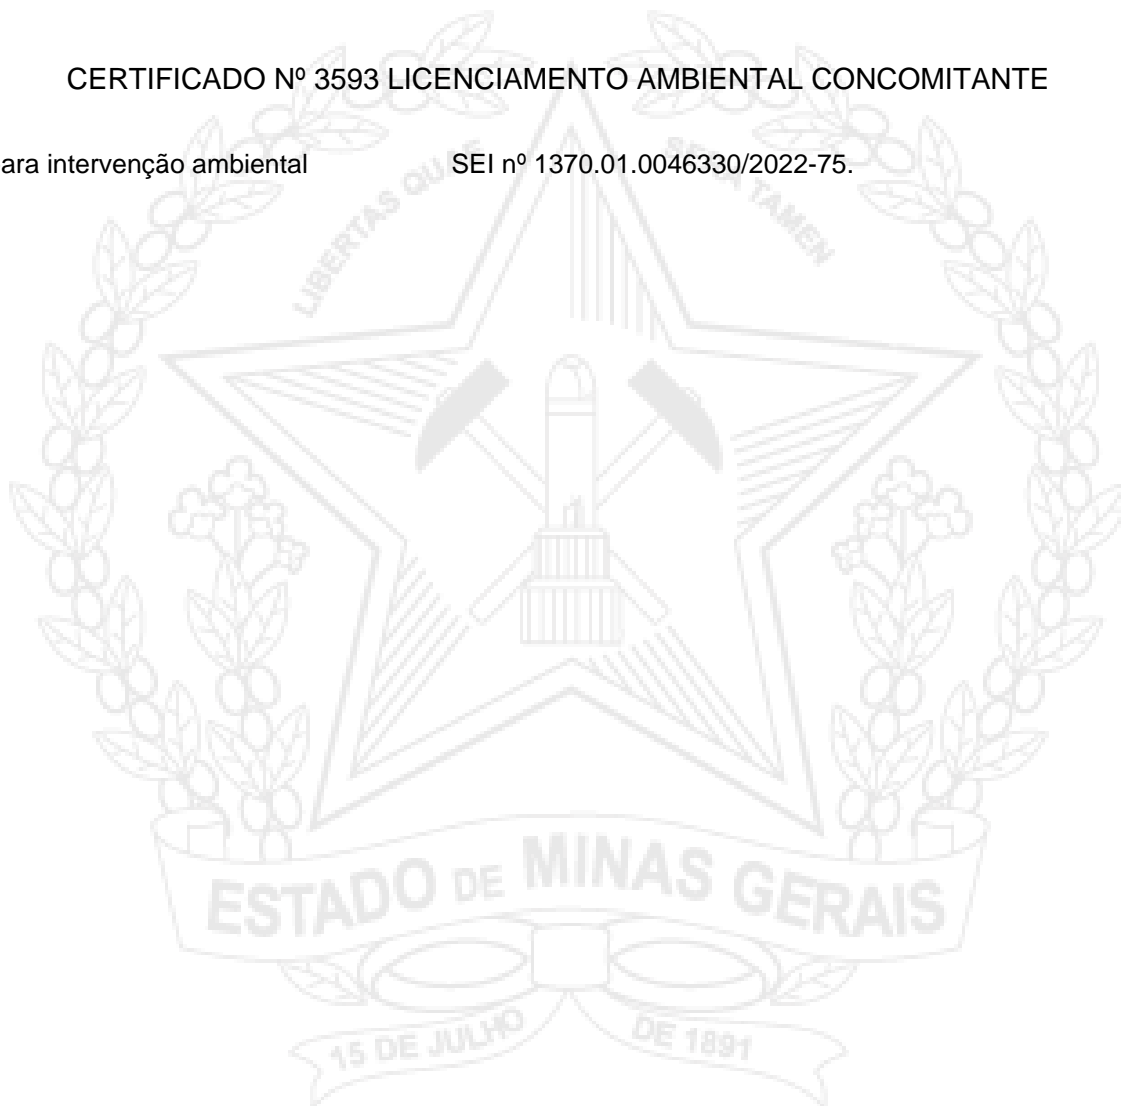 CERTIFICADO Nº 3593 LICENCIAMENTO AMBIENTAL CONCOMITANTE
ara intervenção ambiental SEI nº 1370.01.0046330/2022-75.
LIBERTAS QUÆ SERA TAMEN
ESTADO DE MINAS GERAIS
15 DE JULHO DE 1891